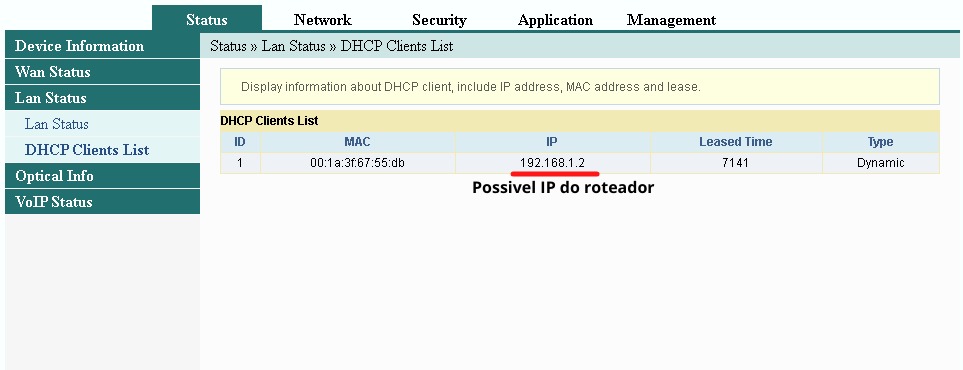 Status Network Security Application Management
Device Information
Status » Lan Status » DHCP Clients List
Wan Status
Lan Status
Lan Status
DHCP Clients List
Optical Info
VoIP Status
Display information about DHCP client, include IP address, MAC address and lease.
DHCP Clients List
ID MAC IP Leased Time Type
1 00:1a:3f:67:55:db 192.168.1.2 7141 Dynamic
Possivel IP do roteador